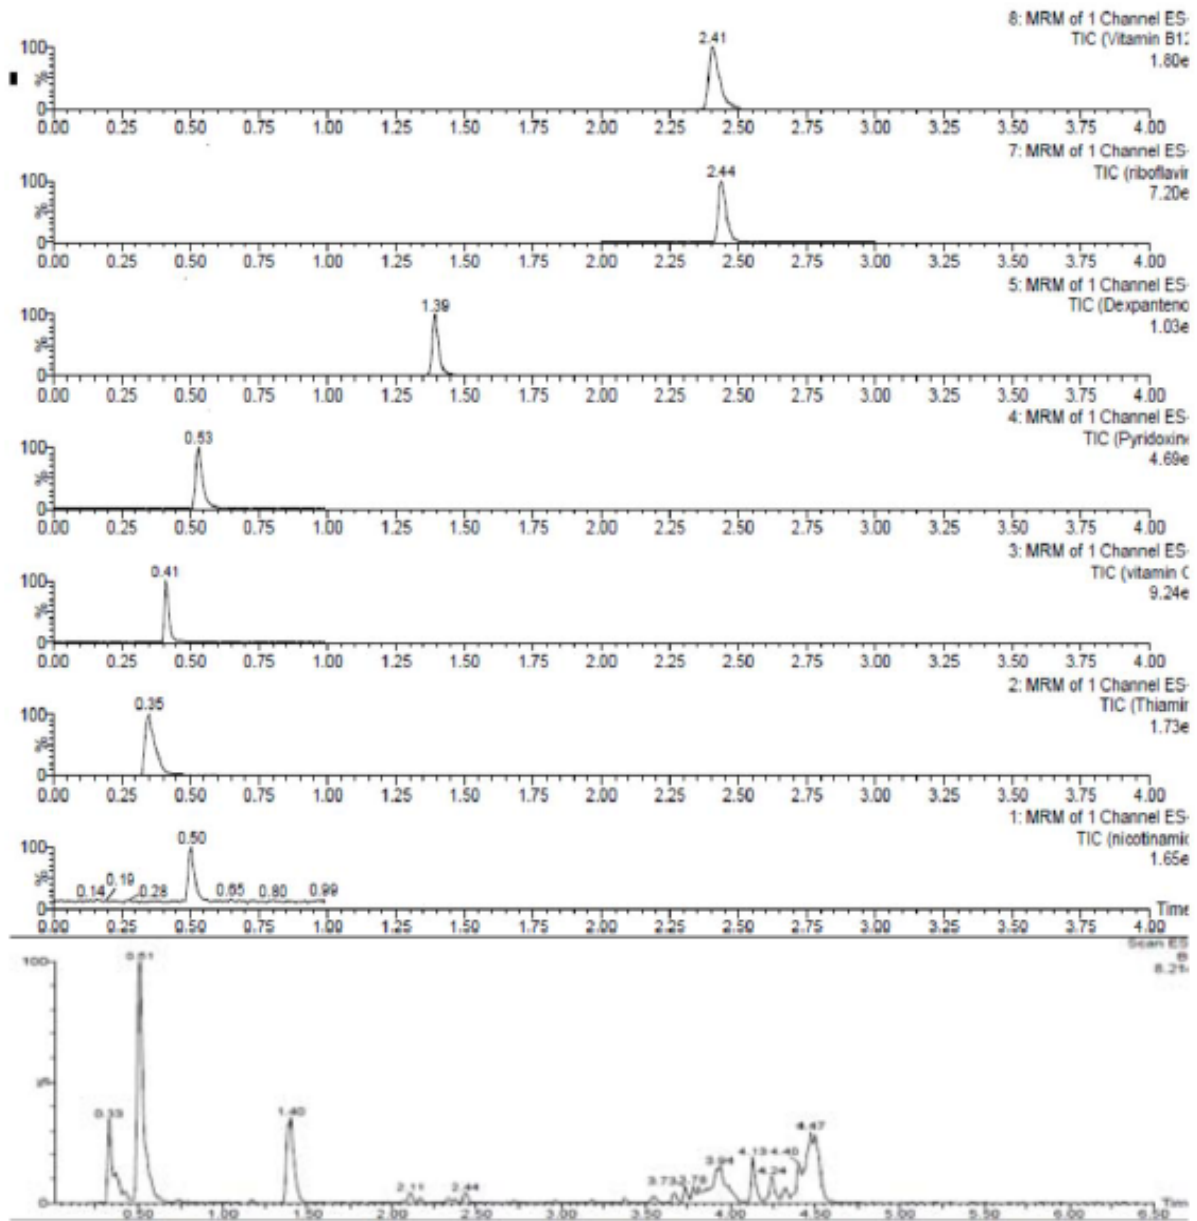 8: MRM of 1 Channel ES-
TIC (Vitamin B12
1.80e
2.41
100
%
0
0.00 0.25 0.50 0.75 1.00 1.25 1.50 1.75 2.00 2.25 2.50 2.75 3.00 3.25 3.50 3.75 4.00
7: MRM of 1 Channel ES-
TIC (riboflavir
7.20e
2.44
100
%
0
0.00 0.25 0.50 0.75 1.00 1.25 1.50 1.75 2.00 2.25 2.50 2.75 3.00 3.25 3.50 3.75 4.00
5: MRM of 1 Channel ES-
TIC (Dexpanteno
1.03e
1.39
100
%
0
0.00 0.25 0.50 0.75 1.00 1.25 1.50 1.75 2.00 2.25 2.50 2.75 3.00 3.25 3.50 3.75 4.00
4: MRM of 1 Channel ES-
TIC (Pyridoxin
4.69e
0.53
100
%
0
0.00 0.25 0.50 0.75 1.00 1.25 1.50 1.75 2.00 2.25 2.50 2.75 3.00 3.25 3.50 3.75 4.00
3: MRM of 1 Channel ES-
TIC (vitamin C
9.24e
0.41
100
%
0
0.00 0.25 0.50 0.75 1.00 1.25 1.50 1.75 2.00 2.25 2.50 2.75 3.00 3.25 3.50 3.75 4.00
2: MRM of 1 Channel ES-
TIC (Thiamir
1.73e
0.35
100
%
0
0.00 0.25 0.50 0.75 1.00 1.25 1.50 1.75 2.00 2.25 2.50 2.75 3.00 3.25 3.50 3.75 4.00
1: MRM of 1 Channel ES-
TIC (nicotinamic
1.65e
0.50
100
%
0.14 0.19 0.28 0.65 0.80 0.99
0
Time
0.00 0.25 0.50 0.75 1.00 1.25 1.50 1.75 2.00 2.25 2.50 2.75 3.00 3.25 3.50 3.75 4.00
Scan ES
8.21
0.51
100
%
0.33 1.40 2.11 2.44 3.73 3.78 3.94 4.13 4.24 4.40 4.47
0
Time
0.50 1.00 1.50 2.00 2.50 3.00 3.50 4.00 4.50 5.00 5.50 6.00 6.50